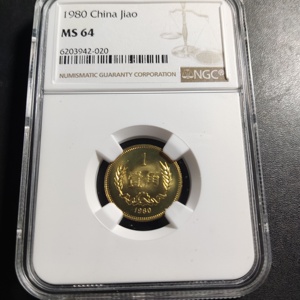 1980 China Jiao
MS 64
6203942-020
NUMISMATIC GUARANTY CORPORATION
NGC
1
1980